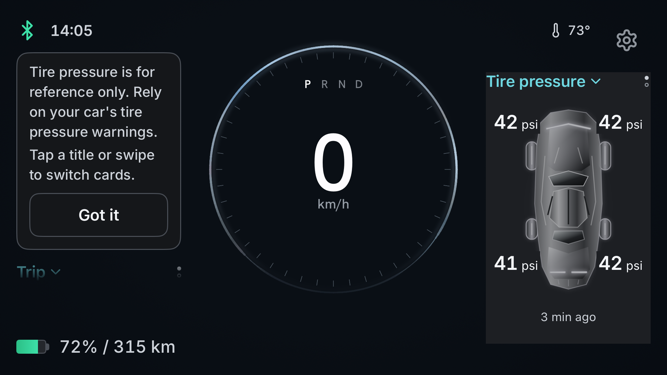 14:05
73°
Tire pressure is for
reference only. Rely
on your car's tire
pressure warnings.
Tap a title or swipe
to switch cards.
Got it
Trip
72% / 315 km
P R N D
0
km/h
Tire pressure
42 psi
42 psi
41 psi
42 psi
3 min ago